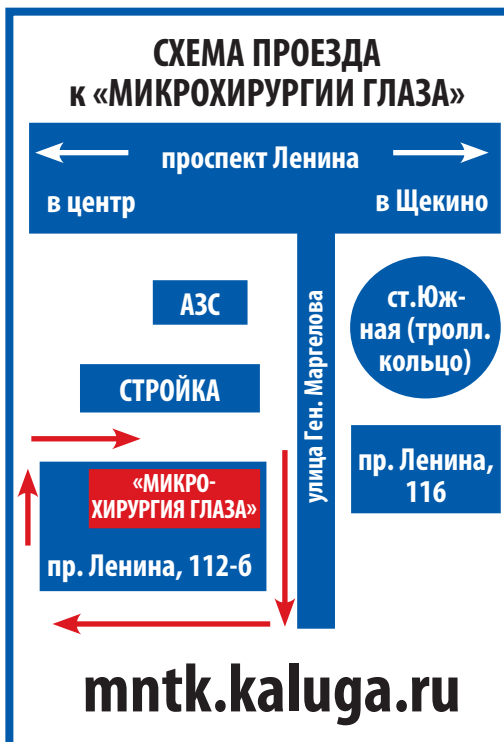 СХЕМА ПРОЕЗДА
к «МИКРОХИРУРГИИ ГЛАЗА»
проспект Ленина
в центр
в Щекино
АЗС
ст.Юж-
ная (тролл.
кольцо)
СТРОЙКА
улица Ген. Маргелова
пр. Ленина,
116
«МИКРО-
ХИРУРГИЯ ГЛАЗА»
пр. Ленина, 112-б
mntk.kaluga.ru